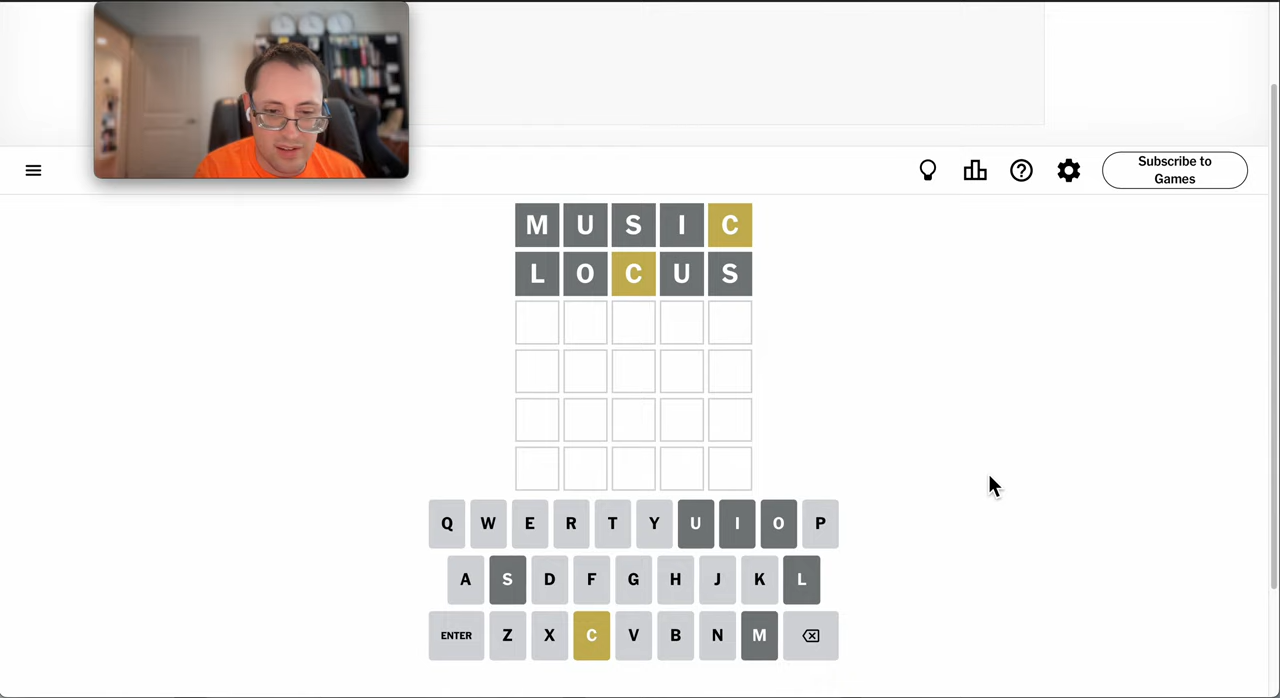 Subscribe to
Games
M U S I C
L O C U S
Q W E R T Y U I O P
A S D F G H J K L
ENTER Z X C V B N M